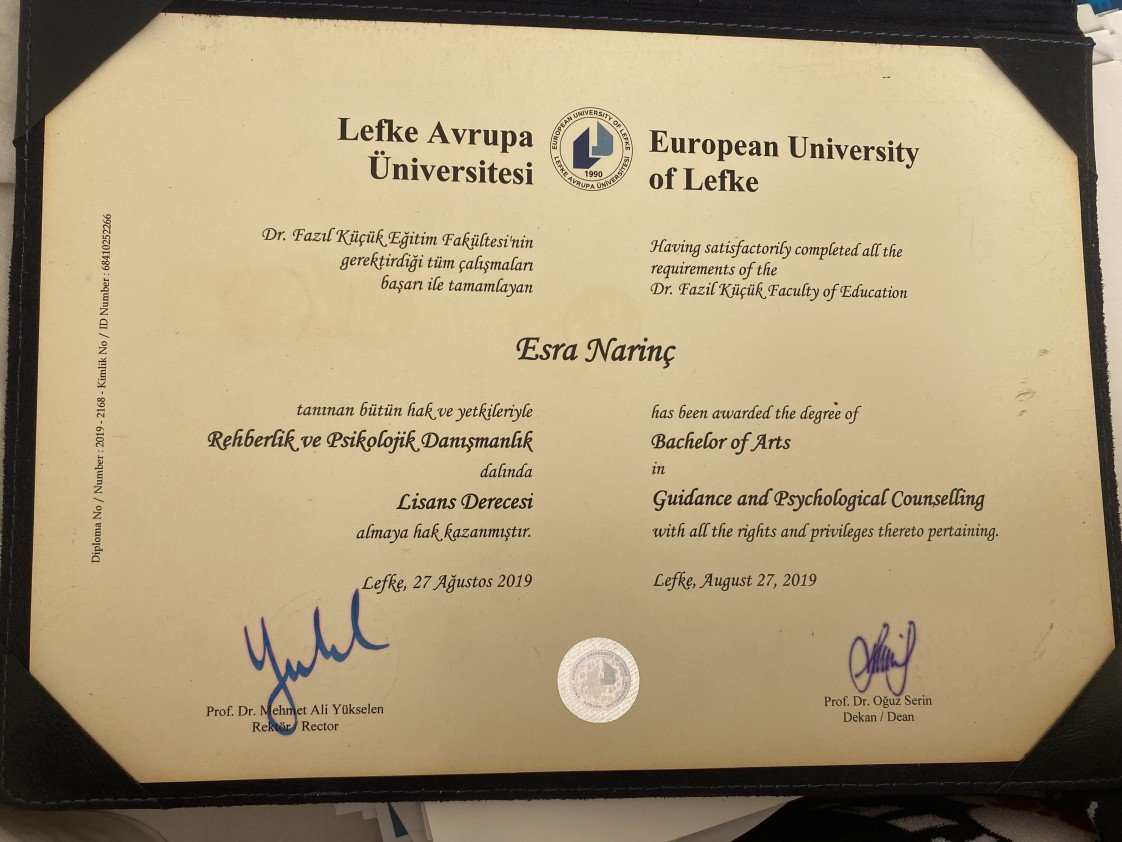 Lefke Avrupa
Üniversitesi
EUROPEAN UNIVERSITY OF LEFKE
LEFKE AVRUPA ÜNİVERSİTESİ
1990
European University
of Lefke
Diploma No / Number : 2019 - 2168 - Kimlik No / ID Number : 68410252266
Dr. Fazıl Küçük Eğitim Fakültesi'nin
gerektirdiği tüm çalışmaları
başarı ile tamamlayan
Having satisfactorily completed all the
requirements of the
Dr. Fazil Küçük Faculty of Education
Esra Narinç
tanınan bütün hak ve yetkileriyle
Rehberlik ve Psikolojik Danışmanlık
dalında
Lisans Derecesi
almaya hak kazanmıştır.
Lefke, 27 Ağustos 2019
has been awarded the degree of
Bachelor of Arts
in
Guidance and Psychological Counselling
with all the rights and privileges thereto pertaining.
Lefke, August 27, 2019
Prof. Dr. Mehmet Ali Yükselen
Rektör / Rector
Prof. Dr. Oğuz Serin
Dekan / Dean